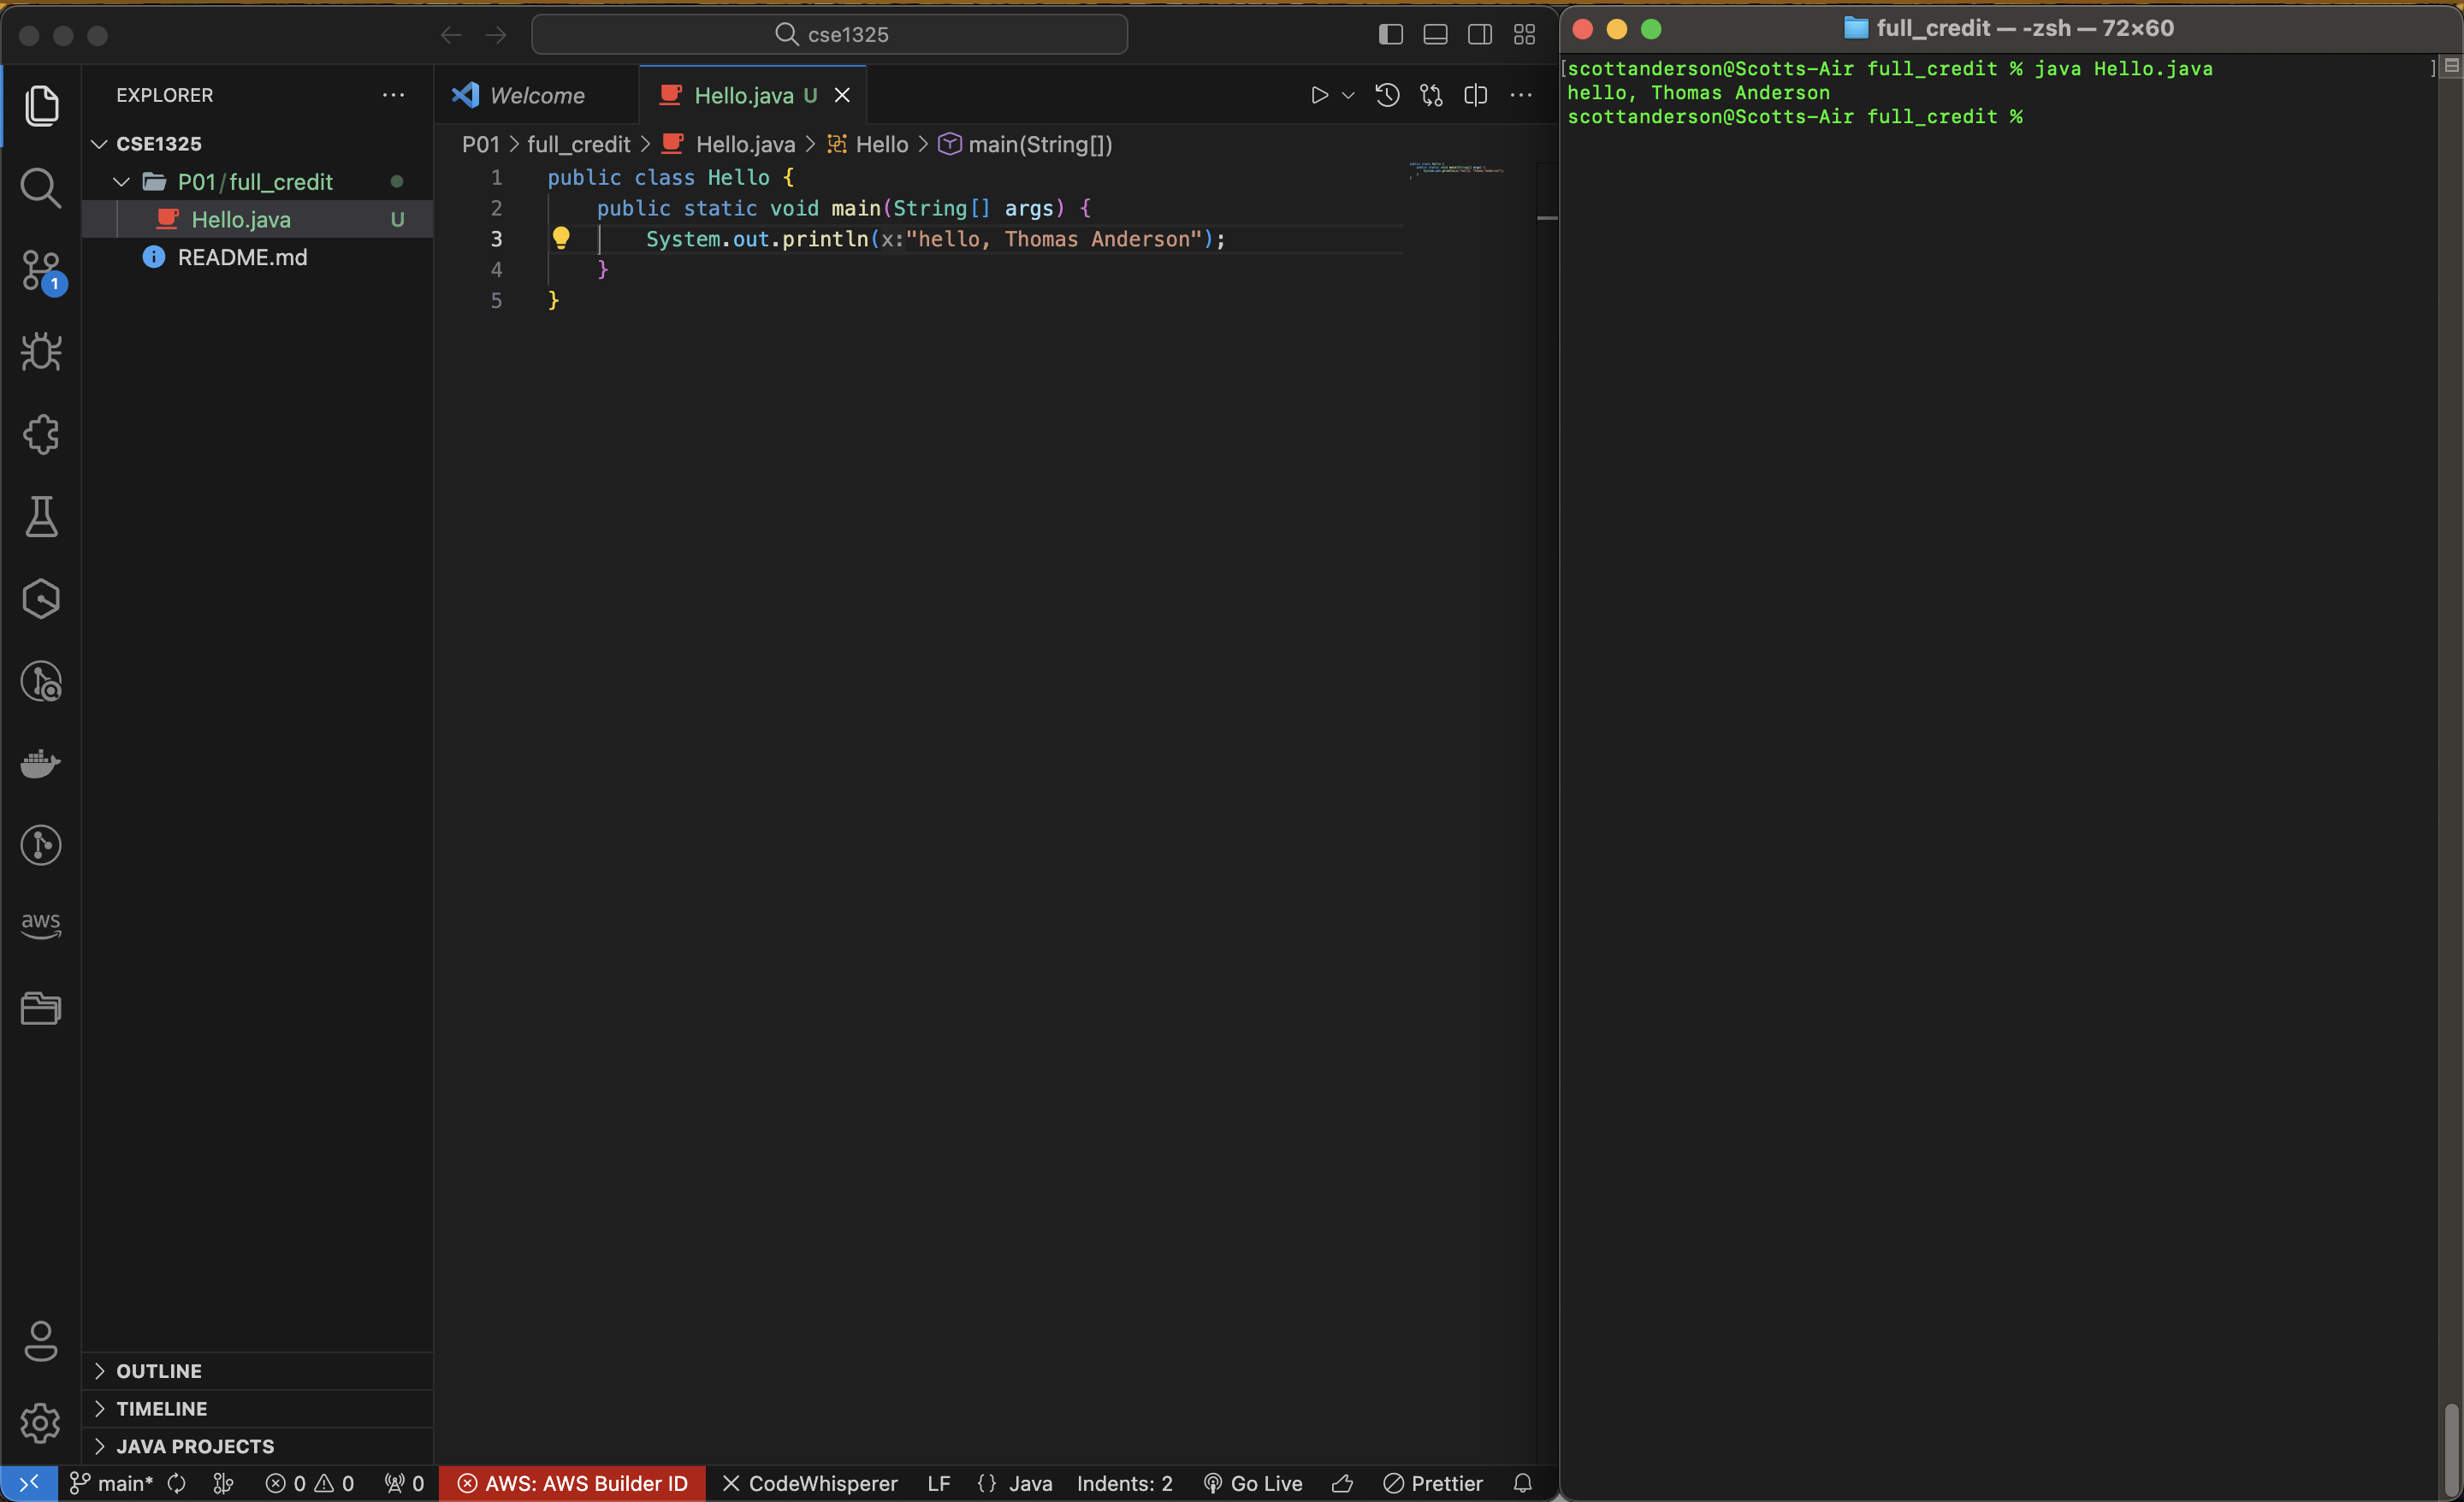 cse1325
EXPLORER
CSE1325
P01/full_credit
Hello.java U
README.md
1
Welcome
Hello.java U
P01 > full_credit > Hello.java > Hello > main(String[])
1 public class Hello {
2 public static void main(String[] args) {
3 System.out.println(x:"hello, Thomas Anderson");
4 }
5 }
aws
OUTLINE
TIMELINE
JAVA PROJECTS
main* 0 0 0 AWS: AWS Builder ID CodeWhisperer LF {} Java Indents: 2 Go Live Prettier
full_credit — -zsh — 72×60
[scottanderson@Scotts-Air full_credit % java Hello.java ]
hello, Thomas Anderson
scottanderson@Scotts-Air full_credit %